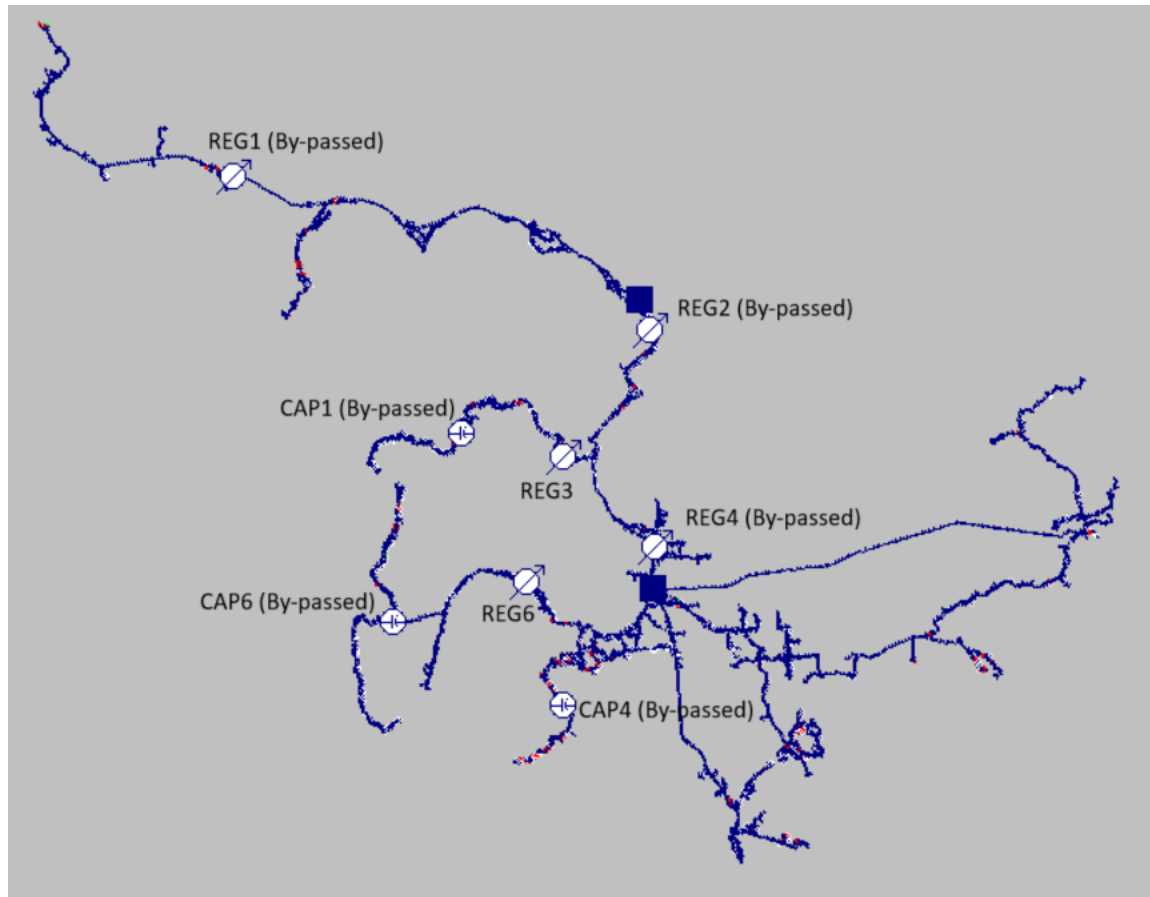 REG1 (By-passed)
REG2 (By-passed)
CAP1 (By-passed)
REG3
REG4 (By-passed)
CAP6 (By-passed)
REG6
CAP4 (By-passed)